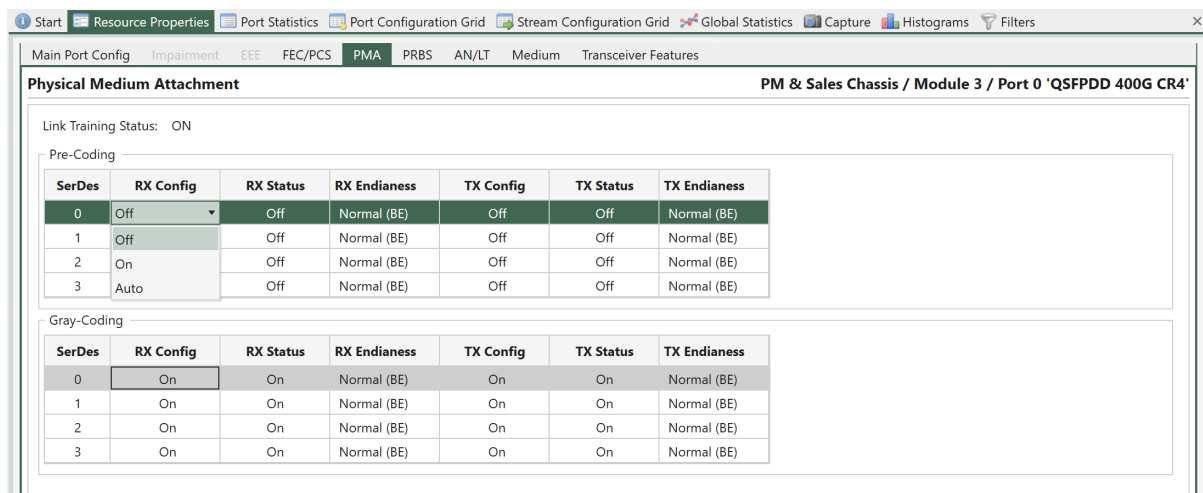 Start Resource Properties Port Statistics Port Configuration Grid Stream Configuration Grid Global Statistics Capture Histograms Filters
Main Port Config Impairment EEE FEC/PCS PMA PRBS AN/LT Medium Transceiver Features
Physical Medium Attachment PM & Sales Chassis / Module 3 / Port 0 'QSFPDD 400G CR4'
Link Training Status: ON
Pre-Coding
SerDes RX Config RX Status RX Endianess TX Config TX Status TX Endianess
0 Off Off Normal (BE) Off Off Normal (BE)
1 Off Off Normal (BE) Off Off Normal (BE)
2 On Off Normal (BE) Off Off Normal (BE)
3 Auto Off Normal (BE) Off Off Normal (BE)
Gray-Coding
SerDes RX Config RX Status RX Endianess TX Config TX Status TX Endianess
0 On On Normal (BE) On On Normal (BE)
1 On On Normal (BE) On On Normal (BE)
2 On On Normal (BE) On On Normal (BE)
3 On On Normal (BE) On On Normal (BE)